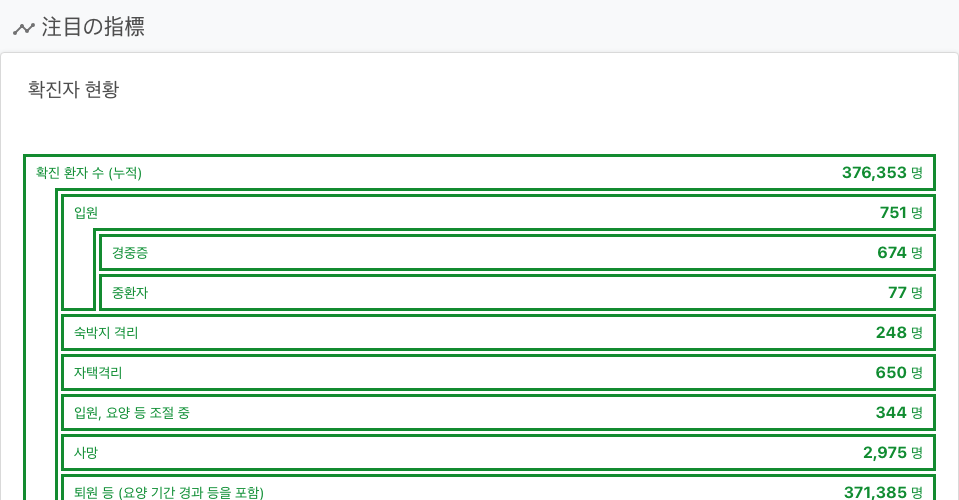 注目の指標
확진자 현황
확진 환자 수 (누적) 376,353 명
입원 751 명
경중증 674 명
중환자 77 명
숙박지 격리 248 명
자택격리 650 명
입원, 요양 등 조절 중 344 명
사망 2,975 명
퇴원 등 (요양 기간 경과 등을 포함) 371,385 명